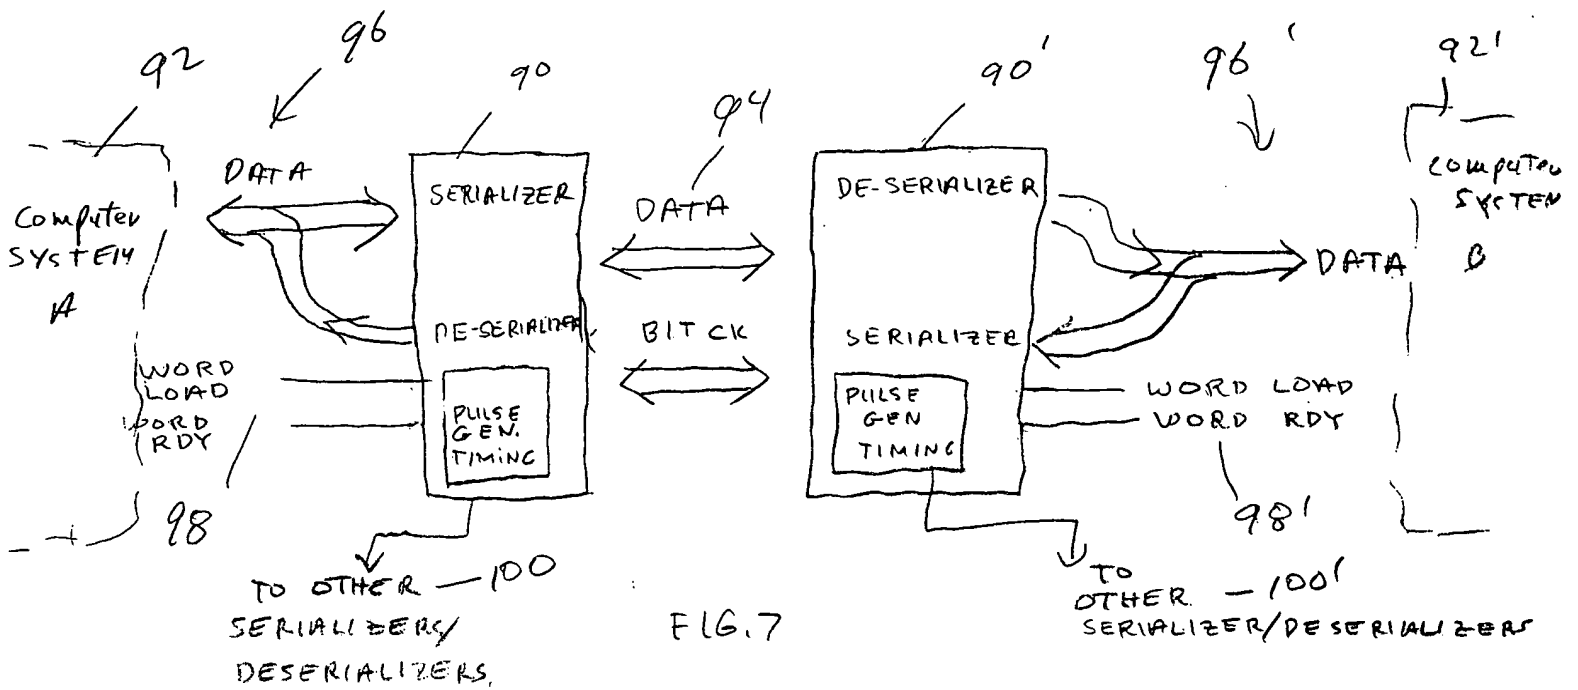 92
96
90
94
90'
96'
92'
DATA
Computer
SYSTEM
A
SERIALIZER
DE-SERIALIZER
WORD
LOAD
WORD
RDY
PULSE
GEN.
TIMING
98
DATA
BIT CK
DE-SERIALIZER
SERIALIZER
PULSE
GEN
TIMING
DATA
Computer
SYSTEM
B
WORD LOAD
WORD RDY
98'
TO OTHER — 100
SERIALIZERS/
DESERIALIZERS.
FIG. 7
TO
OTHER — 100'
SERIALIZER/DESERIALIZERS